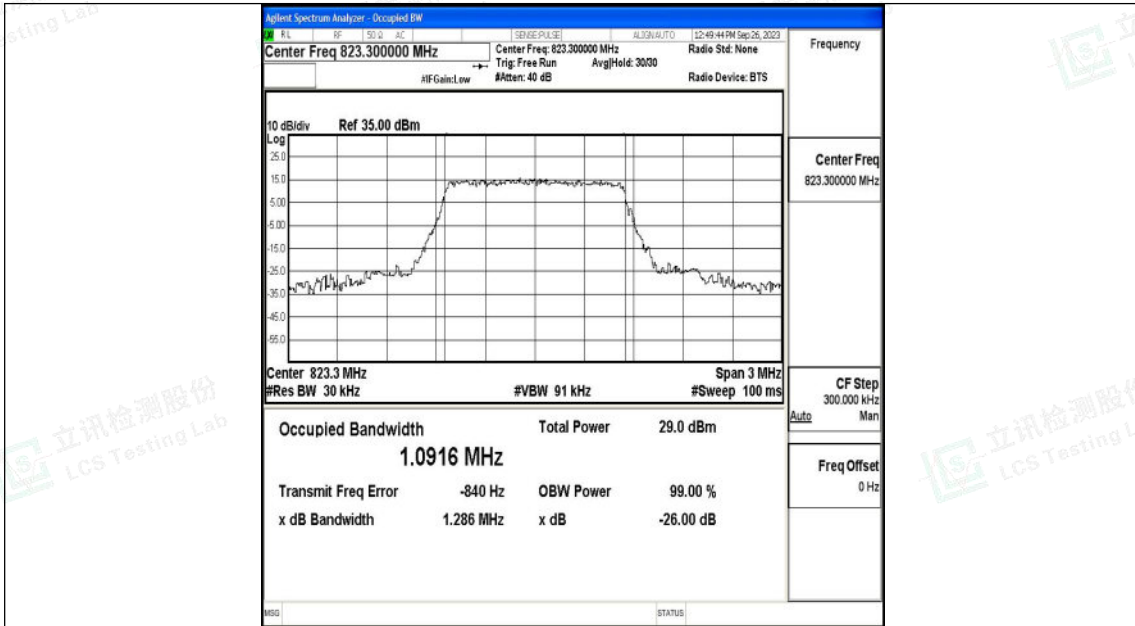 Agilent Spectrum Analyzer - Occupied BW
RL RF 50 Ω AC SENSE:PULSE ALIGNAUTO 12:49:44 PM Sep 26, 2023
Center Freq 823.300000 MHz
Center Freq: 823.300000 MHz
Radio Std: None
Trig: Free Run Avg|Hold: 30/30
#IFGain:Low
#Atten: 40 dB
Radio Device: BTS
10 dB/div Ref 35.00 dBm
Log
25.0
15.0
5.00
-5.00
-15.0
-25.0
-35.0
-45.0
-55.0
Center 823.3 MHz
Span 3 MHz
#Res BW 30 kHz
#VBW 91 kHz
#Sweep 100 ms
Occupied Bandwidth
Total Power 29.0 dBm
1.0916 MHz
Transmit Freq Error -840 Hz
OBW Power 99.00 %
x dB Bandwidth 1.286 MHz
x dB -26.00 dB
MSG
STATUS
Frequency
Center Freq
823.300000 MHz
CF Step
300.000 kHz
Auto Man
Freq Offset
0 Hz
sting Lab
立讯检测股份
LCS Testing Lab
立讯检测股份
LCS Testing L